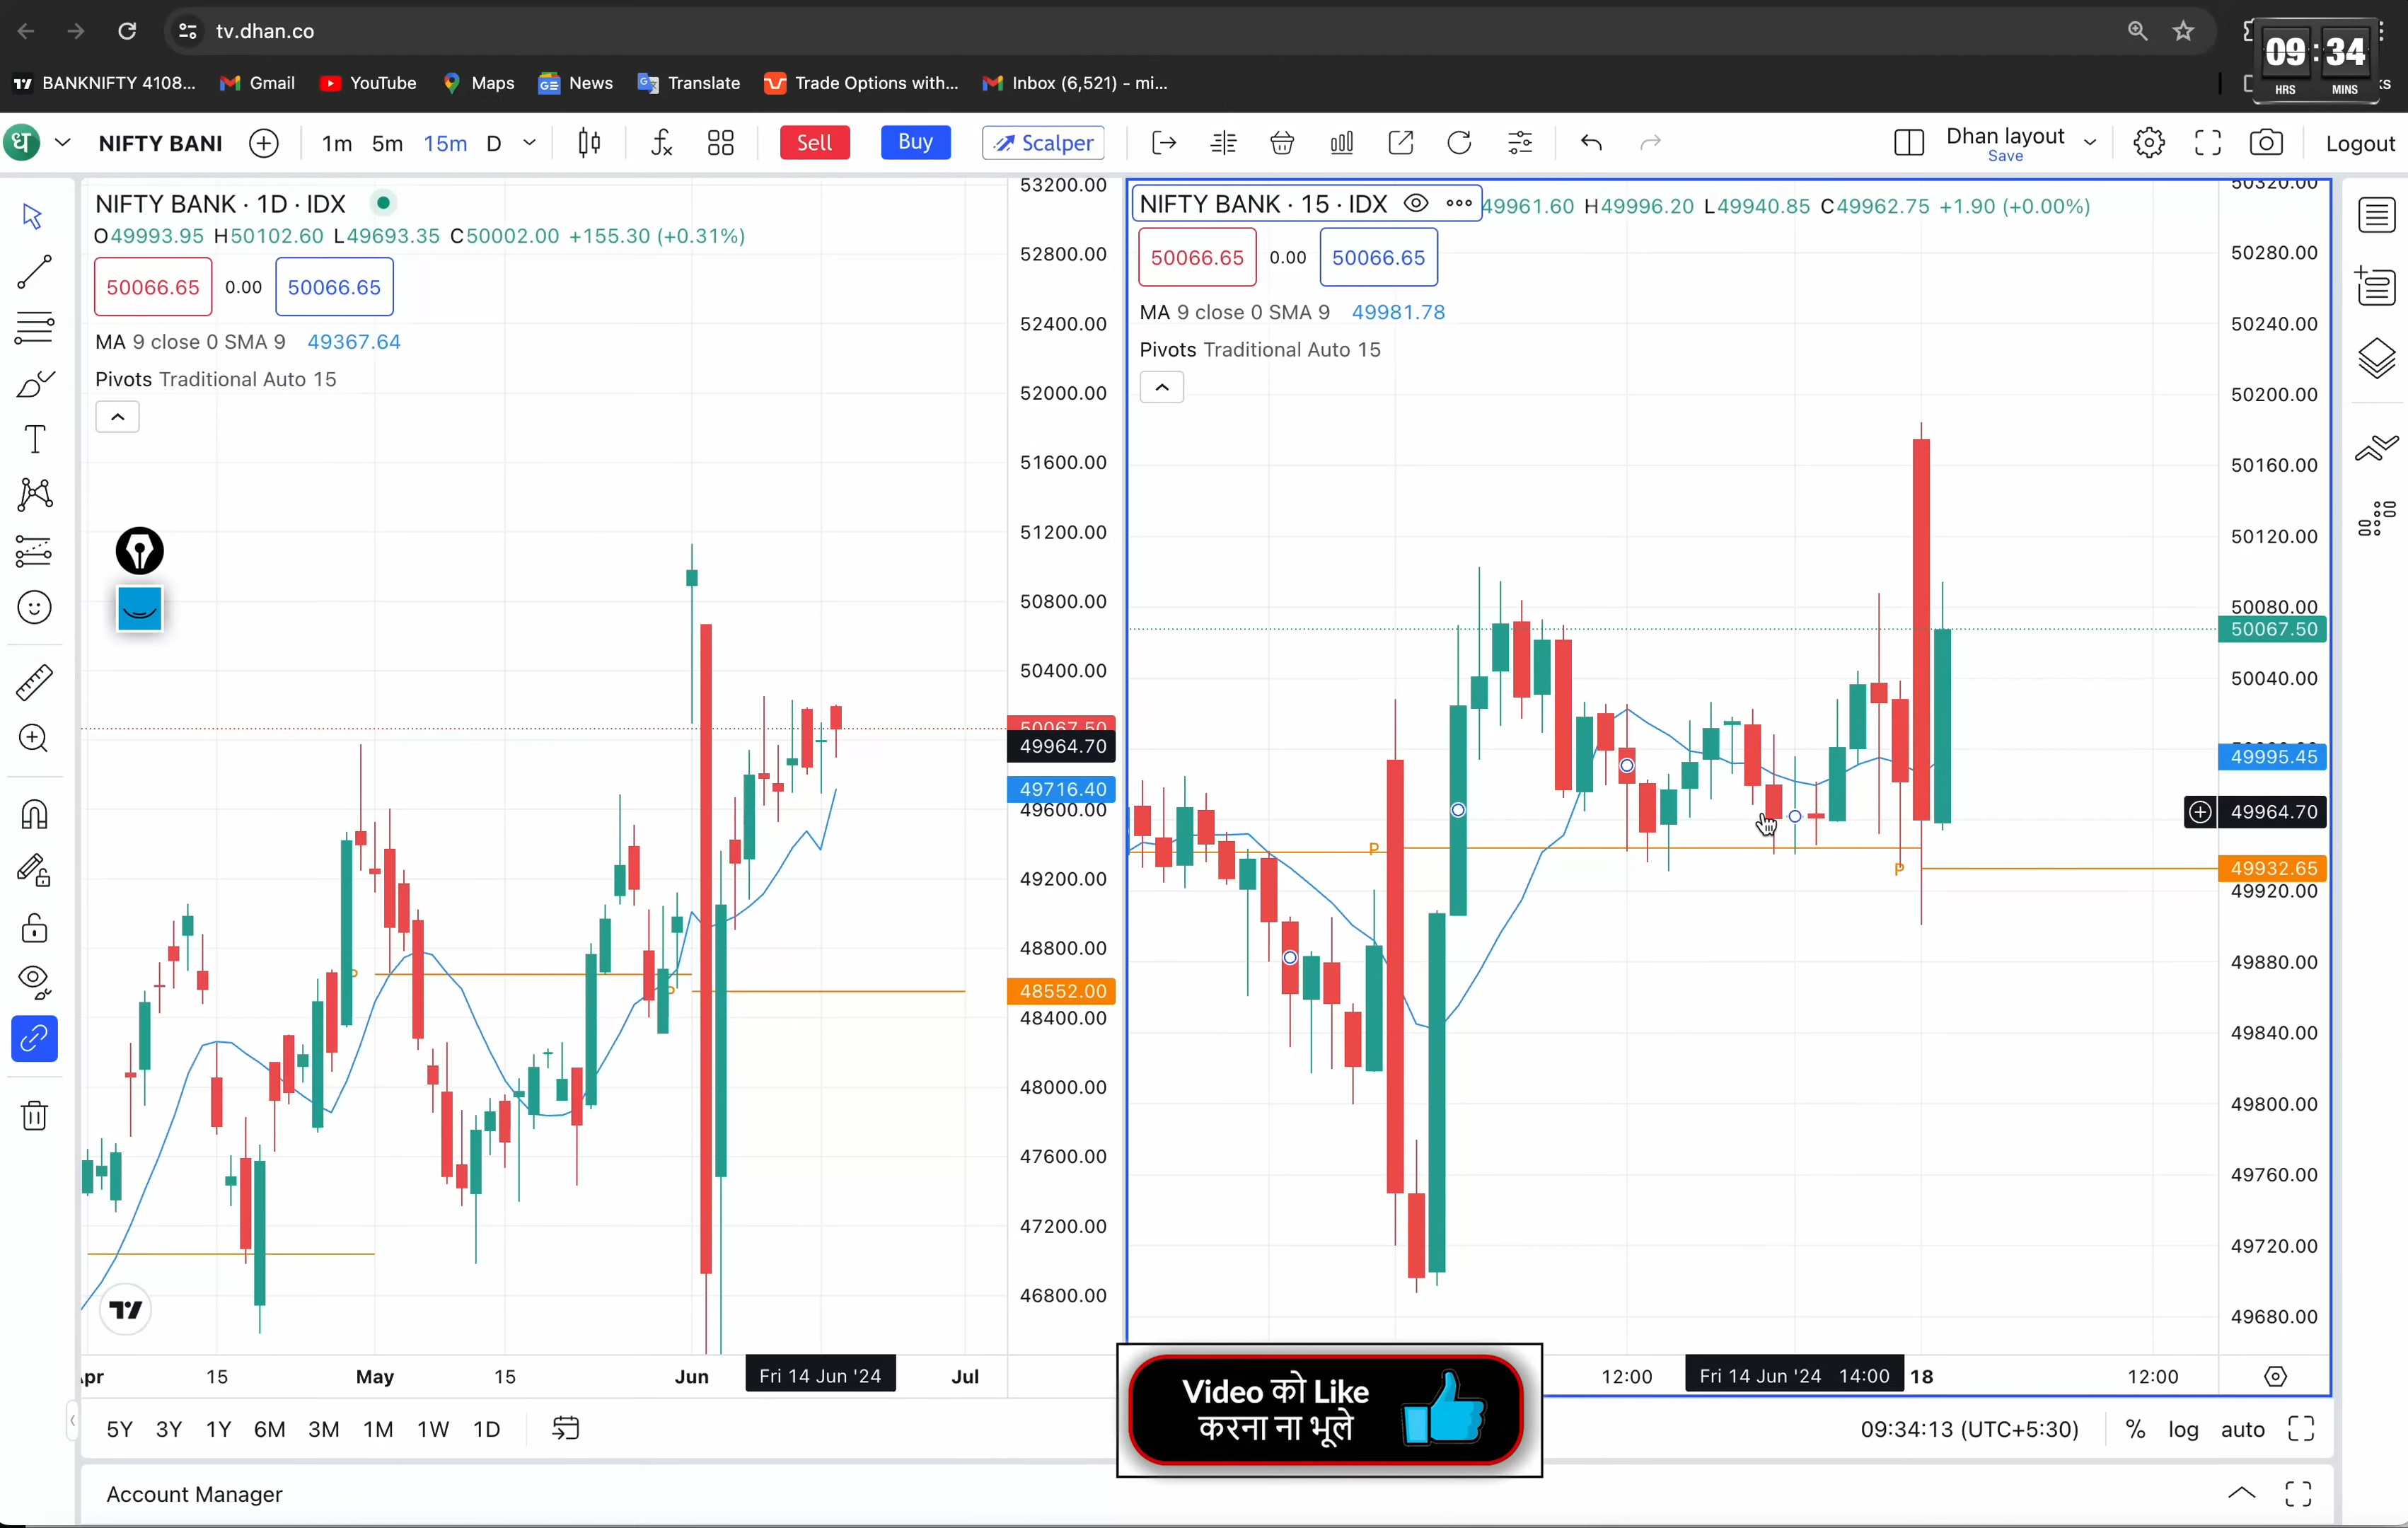 tv.dhan.co
09:34
HRS MINS
BANKNIFTY 4108... Gmail YouTube Maps News Translate Trade Options with... Inbox (6,521) - mi...
ध NIFTY BANI 1m 5m 15m D Sell Buy Scalper Dhan layout Save Logout
NIFTY BANK · 1D · IDX
O49993.95 H50102.60 L49693.35 C50002.00 +155.30 (+0.31%)
50066.65 0.00 50066.65
MA 9 close 0 SMA 9 49367.64
Pivots Traditional Auto 15
53200.00
52800.00
52400.00
52000.00
51600.00
51200.00
50800.00
50400.00
50067.50
49964.70
49716.40
49600.00
49200.00
48800.00
48552.00
48400.00
48000.00
47600.00
47200.00
46800.00
P
P
15 May 15 Jun Fri 14 Jun '24 Jul
NIFTY BANK · 15 · IDX 49961.60 H49996.20 L49940.85 C49962.75 +1.90 (+0.00%)
50066.65 0.00 50066.65
MA 9 close 0 SMA 9 49981.78
Pivots Traditional Auto 15
50320.00
50280.00
50240.00
50200.00
50160.00
50120.00
50080.00
50067.50
50040.00
49995.45
49964.70
49932.65
49920.00
49880.00
49840.00
49800.00
49760.00
49720.00
49680.00
P
P
12:00 Fri 14 Jun '24 14:00 18 12:00
Video को Like
करना ना भूले
5Y 3Y 1Y 6M 3M 1M 1W 1D
09:34:13 (UTC+5:30) % log auto
Account Manager